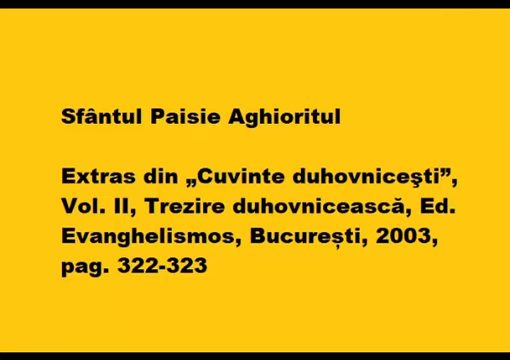 Sfântul Paisie Aghioritul
Extras din „Cuvinte duhovniceşti”,
Vol. II, Trezire duhovnicească, Ed.
Evanghelismos, București, 2003,
pag. 322-323